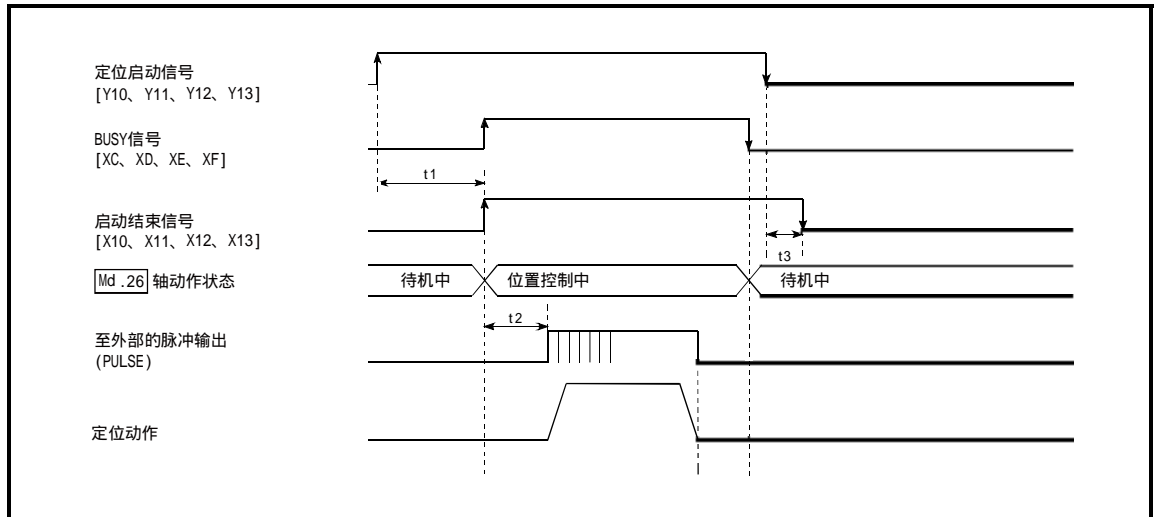 定位启动信号
[Y10、Y11、Y12、Y13]
BUSY信号
[XC、XD、XE、XF]
t1
启动结束信号
[X10、X11、X12、X13]
t3
Md.26 轴动作状态
待机中
位置控制中
待机中
t2
至外部的脉冲输出
(PULSE)
定位动作